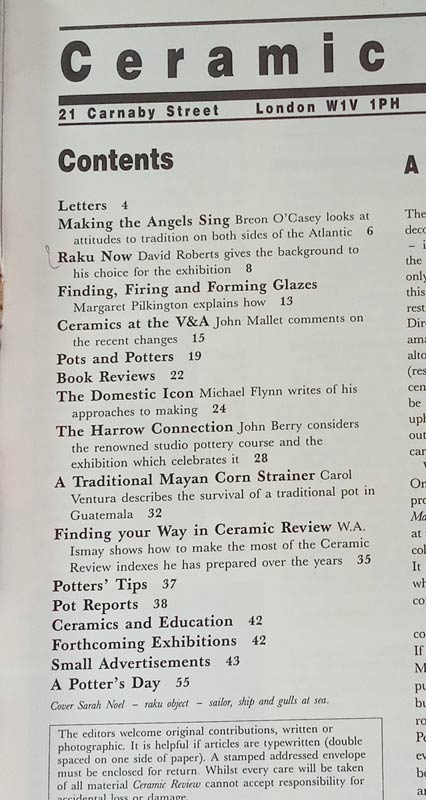 Ceramic
21 Carnaby Street London W1V 1PH
Contents
Letters 4
Making the Angels Sing Breon O'Casey looks at
attitudes to tradition on both sides of the Atlantic 6
Raku Now David Roberts gives the background to
his choice for the exhibition 8
Finding, Firing and Forming Glazes
Margaret Pilkington explains how 13
Ceramics at the V&A John Mallet comments on
the recent changes 15
Pots and Potters 19
Book Reviews 22
The Domestic Icon Michael Flynn writes of his
approaches to making 24
The Harrow Connection John Berry considers
the renowned studio pottery course and the
exhibition which celebrates it 28
A Traditional Mayan Corn Strainer Carol
Ventura describes the survival of a traditional pot in
Guatemala 32
Finding your Way in Ceramic Review W.A.
Ismay shows how to make the most of the Ceramic
Review indexes he has prepared over the years 35
Potters' Tips 37
Pot Reports 38
Ceramics and Education 42
Forthcoming Exhibitions 42
Small Advertisements 43
A Potter's Day 55
Cover Sarah Noel – raku object – sailor, ship and gulls at sea.
The editors welcome original contributions, written or
photographic. It is helpful if articles are typewritten (double
spaced on one side of paper). A stamped addressed envelope
must be enclosed for return. Whilst every care will be taken
of all material Ceramic Review cannot accept responsibility for
accidental loss or damage.
A
The